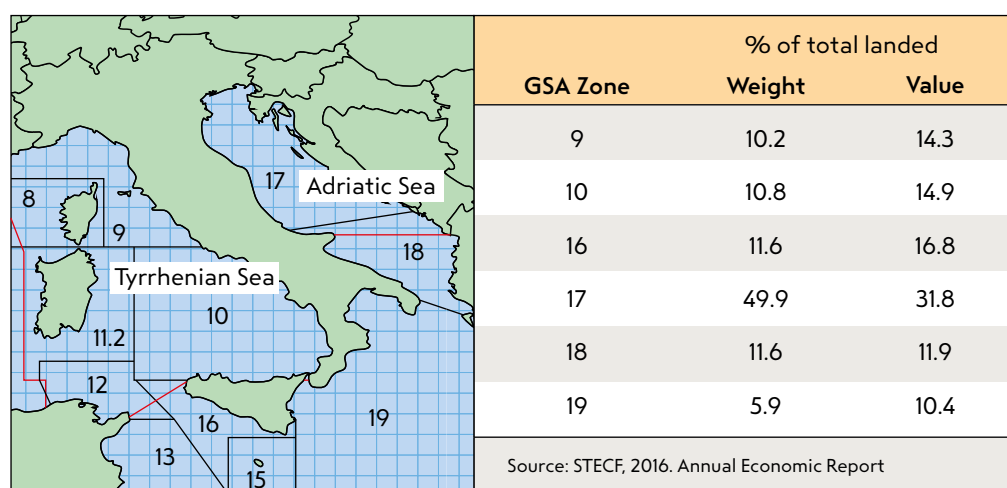 8
9
17
Adriatic Sea
18
Tyrrhenian Sea
10
11.2
12
16
19
13
15
% of total landed
GSA Zone Weight Value
9 10.2 14.3
10 10.8 14.9
16 11.6 16.8
17 49.9 31.8
18 11.6 11.9
19 5.9 10.4
Source: STECF, 2016. Annual Economic Report